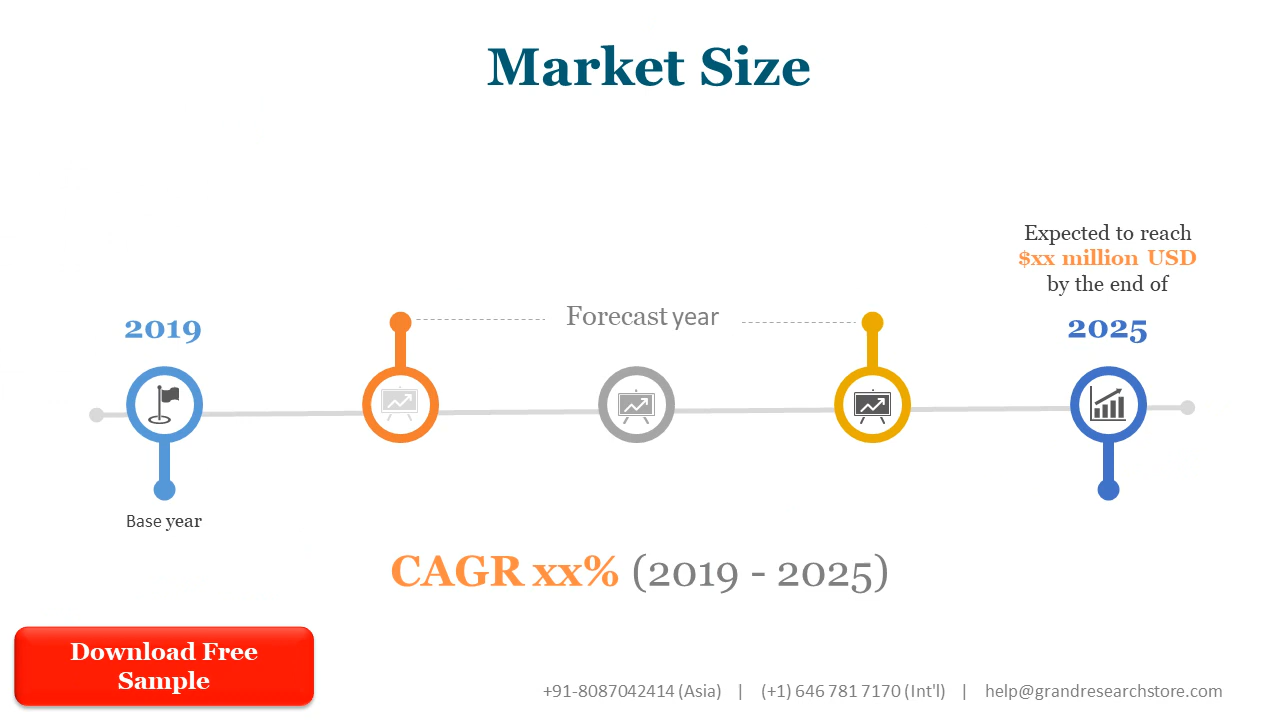 Market Size
Expected to reach
$xx million USD
by the end of
2019
Forecast year
2025
Base year
CAGR xx% (2019 - 2025)
Download Free
Sample
+91-8087042414 (Asia) | (+1) 646 781 7170 (Int'l) | help@grandresearchstore.com